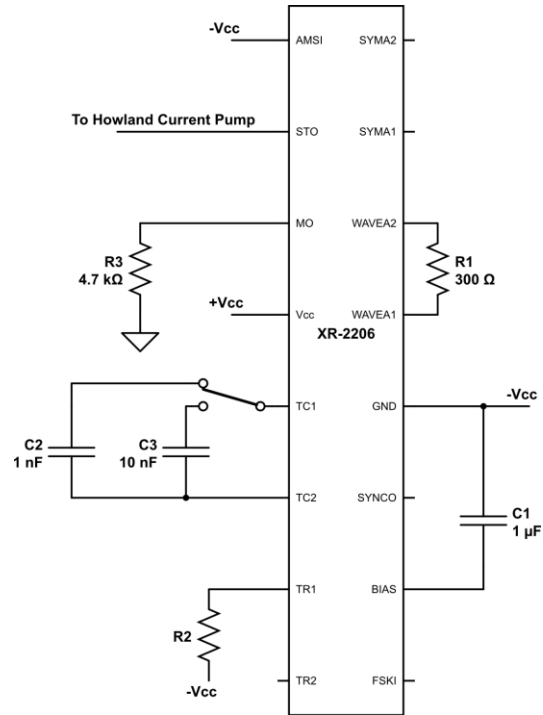 -Vcc
AMSI
SYMA2
To Howland Current Pump
STO
SYMA1
MO
WAVEA2
R3
4.7 kΩ
R1
300 Ω
+Vcc
Vcc
WAVEA1
XR-2206
TC1
GND
-Vcc
C2
1 nF
C3
10 nF
TC2
SYNCO
C1
1 µF
TR1
BIAS
R2
-Vcc
TR2
FSKI